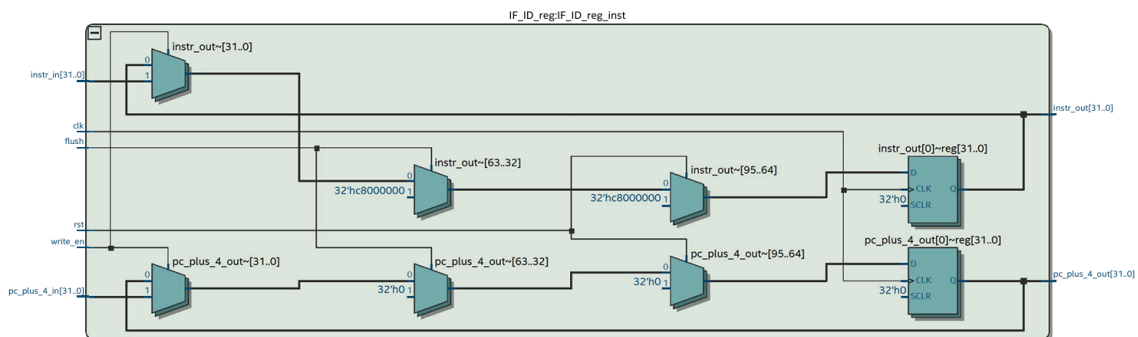 IF_ID_reg:IF_ID_reg_inst
instr_out~[31..0]
0
1
instr_in[31..0]
instr_out[31..0]
clk
flush
instr_out~[63..32]
0
32'hc8000000 1
instr_out~[95..64]
0
32'hc8000000 1
instr_out[0]~reg[31..0]
D
CLK Q
32'h0 SCLR
rst
write_en
pc_plus_4_out~[31..0]
0
1
pc_plus_4_in[31..0]
pc_plus_4_out~[63..32]
0
32'h0 1
pc_plus_4_out~[95..64]
0
32'h0 1
pc_plus_4_out[0]~reg[31..0]
D
CLK Q
32'h0 SCLR
pc_plus_4_out[31..0]